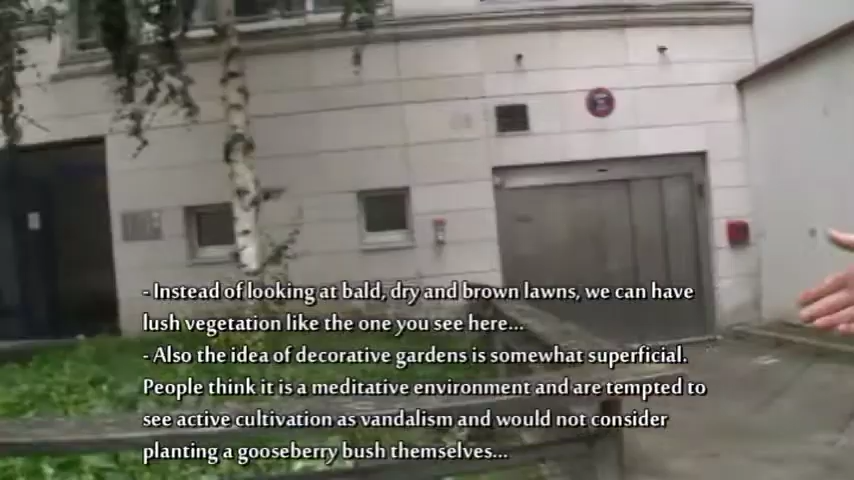 - Instead of looking at bald, dry and brown lawns, we can have
lush vegetation like the one you see here...
- Also the idea of decorative gardens is somewhat superficial.
People think it is a meditative environment and are tempted to
see active cultivation as vandalism and would not consider
planting a gooseberry bush themselves...